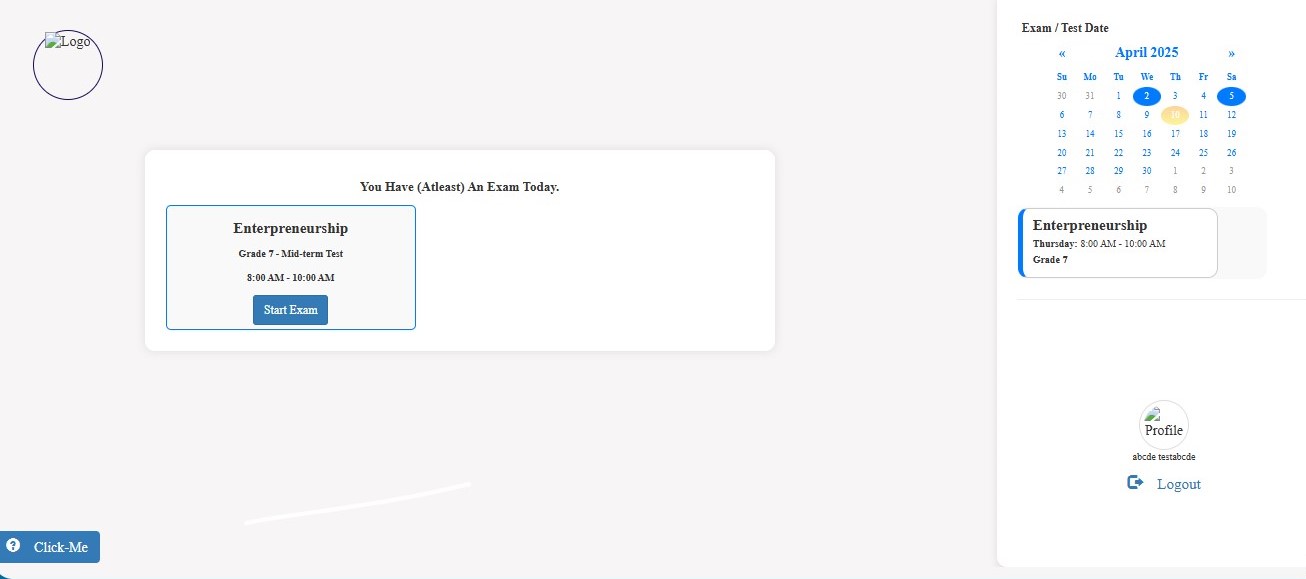 Logo
You Have (Atleast) An Exam Today.
Enterpreneurship
Grade 7 - Mid-term Test
8:00 AM - 10:00 AM
Start Exam
? Click-Me
Exam / Test Date
« April 2025 »
Su Mo Tu We Th Fr Sa
30 31 1 2 3 4 5
6 7 8 9 10 11 12
13 14 15 16 17 18 19
20 21 22 23 24 25 26
27 28 29 30 1 2 3
4 5 6 7 8 9 10
Enterpreneurship
Thursday: 8:00 AM - 10:00 AM
Grade 7
Profile
abcde testabcde
Logout